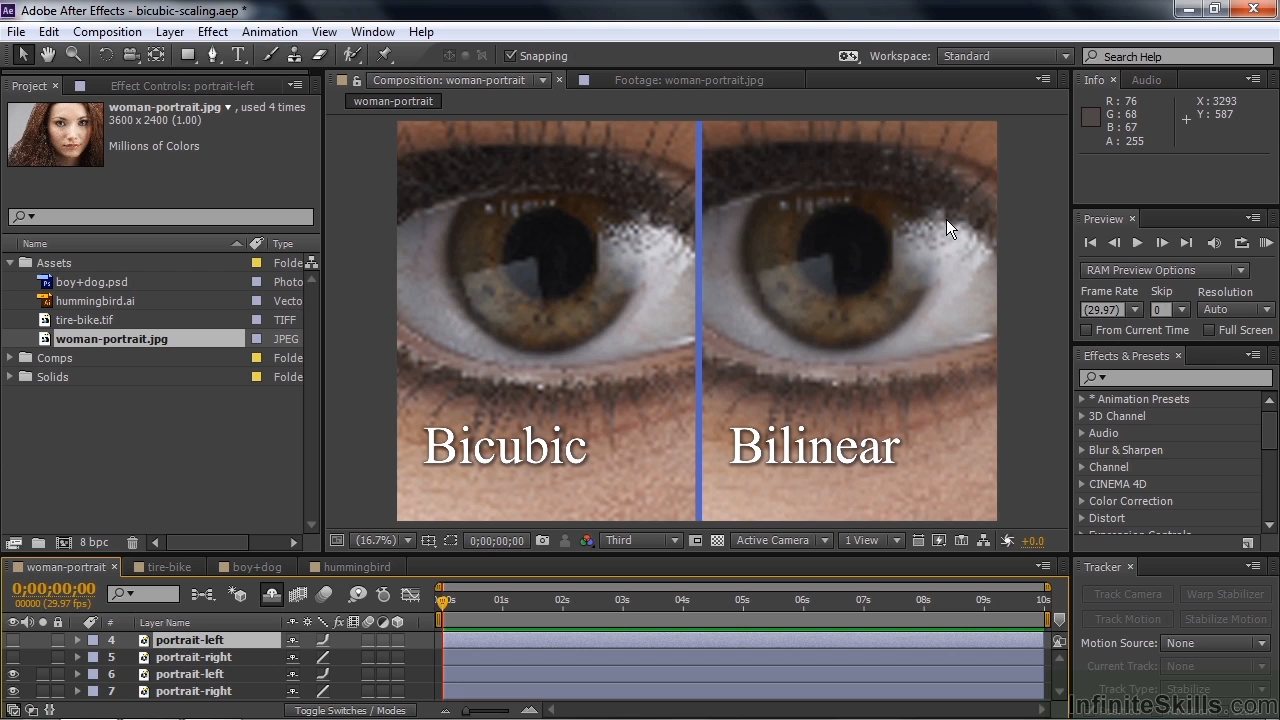 Adobe After Effects - bicubic-scaling.aep *
File Edit Composition Layer Effect Animation View Window Help
Snapping
Workspace: Standard
Search Help
Project × Effect Controls: portrait-left
woman-portrait.jpg ▼ , used 4 times
3600 x 2400 (1.00)
Millions of Colors
Name Type
Assets Folde
boy+dog.psd Photo
hummingbird.ai Vecto
tire-bike.tif TIFF
woman-portrait.jpg JPEG
Comps Folde
Solids Folde
8 bpc
Composition: woman-portrait × Footage: woman-portrait.jpg
woman-portrait
Bicubic
Bilinear
(16.7%) 0;00;00;00 Third Active Camera 1 View +0.0
Info × Audio
R : 76 X : 3293
G : 68 Y : 587
B : 67
A : 255
Preview ×
RAM Preview Options
Frame Rate Skip Resolution
(29.97) 0 Auto
From Current Time Full Screen
Effects & Presets ×
* Animation Presets
3D Channel
Audio
Blur & Sharpen
Channel
CINEMA 4D
Color Correction
Distort
Expression Controls
woman-portrait × tire-bike boy+dog hummingbird
0;00;00;00
00000 (29.97 fps)
0s 01s 02s 03s 04s 05s 06s 07s 08s 09s 10s
# Layer Name fx
4 portrait-left
5 portrait-right
6 portrait-left
7 portrait-right
Toggle Switches / Modes
Tracker ×
Track Camera Warp Stabilizer
Track Motion Stabilize Motion
Motion Source: None
Current Track: None
Track Type: Stabilize
InfiniteSkills.com